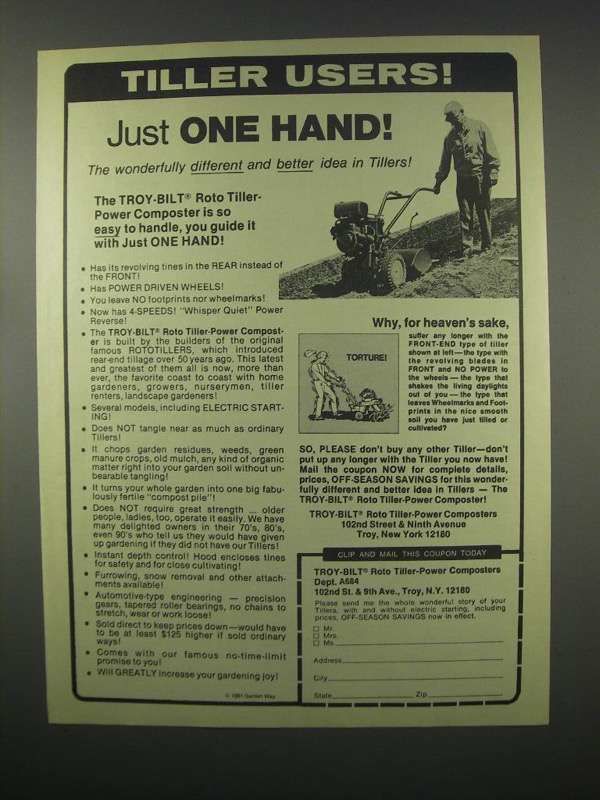 TILLER USERS!
Just ONE HAND!
The wonderfully different and better idea in Tillers!
The TROY-BILT® Roto Tiller-
Power Composter is so
easy to handle, you guide it
with Just ONE HAND!
• Has its revolving tines in the REAR instead of
the FRONT!
• Has POWER DRIVEN WHEELS!
• You leave NO footprints nor wheelmarks!
• Now has 4-SPEEDS! "Whisper Quiet" Power
Reverse!
• The TROY-BILT® Roto Tiller-Power Compost-
er is built by the builders of the original
famous ROTOTILLERS, which introduced
rear-end tillage over 50 years ago. This latest
and greatest of them all is now, more than
ever, the favorite coast to coast with home
gardeners, growers, nurserymen, tiller
renters, landscape gardeners!
• Several models, including ELECTRIC START-
ING!
• Does NOT tangle near as much as ordinary
Tillers!
• It chops garden residues, weeds, green
manure crops, old mulch, any kind of organic
matter right into your garden soil without un-
bearable tangling!
• It turns your whole garden into one big fabu-
lously fertile "compost pile"!
• Does NOT require great strength ... older
people, ladies, too, operate it easily. We have
many delighted owners in their 70's, 80's,
even 90's who tell us they would have given
up gardening if they did not have our Tillers!
• Instant depth control! Hood encloses tines
for safety and for close cultivating!
• Furrowing, snow removal and other attach-
ments available!
• Automotive-type engineering — precision
gears, tapered roller bearings, no chains to
stretch, wear or work loose!
• Sold direct to keep prices down—would have
to be at least $125 higher if sold ordinary
ways!
• Comes with our famous no-time-limit
promise to you!
• Will GREATLY increase your gardening joy!
© 1981 Garden Way
Why, for heaven's sake,
TORTURE!
suffer any longer with the
FRONT-END type of tiller
shown at left—the type with
the revolving blades in
FRONT and NO POWER to
the wheels—the type that
shakes the living daylights
out of you—the type that
leaves Wheelmarks and Foot-
prints in the nice smooth
soil you have just tilled or
cultivated?
SO, PLEASE don't buy any other Tiller—don't
put up any longer with the Tiller you now have!
Mail the coupon NOW for complete details,
prices, OFF-SEASON SAVINGS for this wonder-
fully different and better idea in Tillers — The
TROY-BILT® Roto Tiller-Power Composter!
TROY-BILT® Roto Tiller-Power Composters
102nd Street & Ninth Avenue
Troy, New York 12180
CLIP AND MAIL THIS COUPON TODAY
TROY-BILT® Roto Tiller-Power Composters
Dept. A684
102nd St. & 9th Ave., Troy, N.Y. 12180
Please send me the whole wonderful story of your
Tillers, with and without electric starting, including
prices, OFF-SEASON SAVINGS now in effect.
□ Mr.
□ Mrs.
□ Ms.
Address
City
State Zip